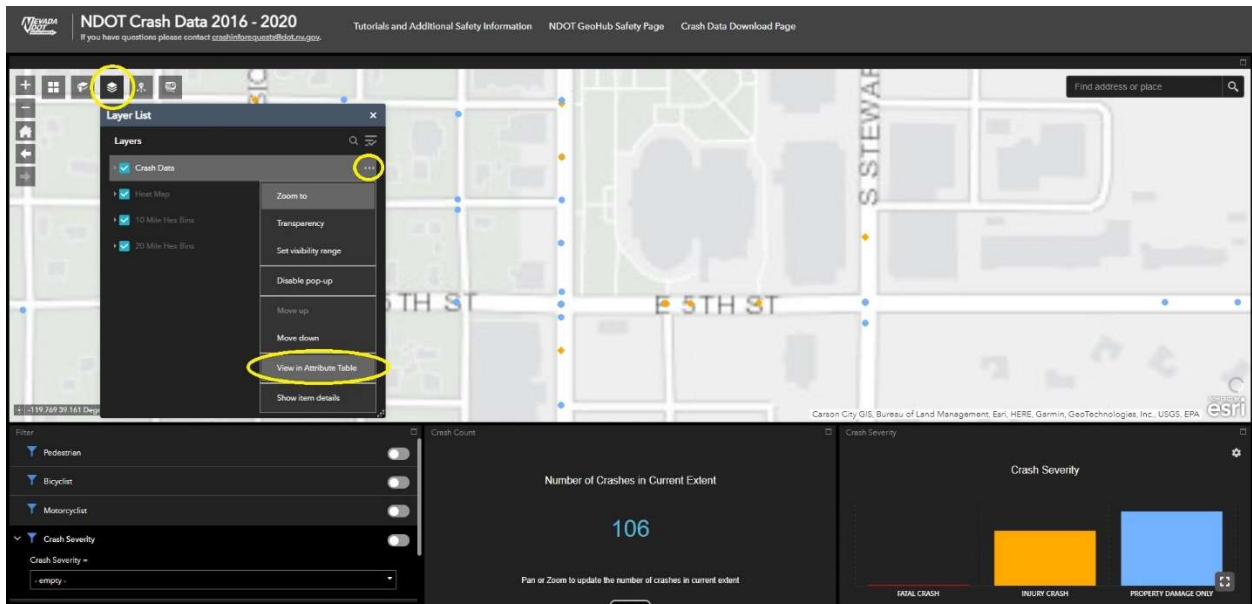 NEVADA
DOT
NDOT Crash Data 2016 - 2020
If you have questions please contact crashinforequests@dot.nv.gov.
Tutorials and Additional Safety Information
NDOT GeoHub Safety Page
Crash Data Download Page
Find address or place
Layer List
Layers
Crash Data
Heat Map
10 Mile Hex Bins
20 Mile Hex Bins
Zoom to
Transparency
Set visibility range
Disable pop-up
Move up
Move down
View in Attribute Table
Show item details
TH ST
E 5TH ST
S STEWAR
-119.769 39.161 Degr
Carson City GIS, Bureau of Land Management, Esri, HERE, Garmin, GeoTechnologies, Inc., USGS, EPA
esri
Filter
Pedestrian
Bicyclist
Motorcyclist
Crash Severity
Crash Severity =
- empty -
Crash Count
Number of Crashes in Current Extent
106
Pan or Zoom to update the number of crashes in current extent
Crash Severity
Crash Severity
FATAL CRASH
INJURY CRASH
PROPERTY DAMAGE ONLY